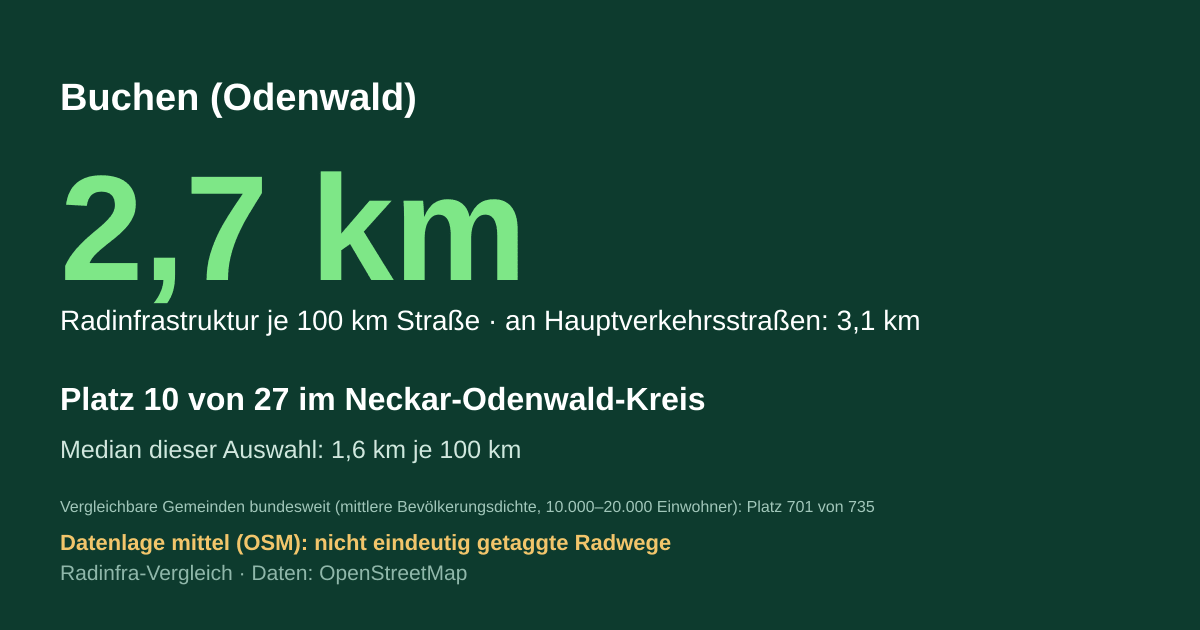 Buchen (Odenwald)
2,7 km
Radinfrastruktur je 100 km Straße · an Hauptverkehrsstraßen: 3,1 km
Platz 10 von 27 im Neckar-Odenwald-Kreis
Median dieser Auswahl: 1,6 km je 100 km
Vergleichbare Gemeinden bundesweit (mittlere Bevölkerungsdichte, 10.000–20.000 Einwohner): Platz 701 von 735
Datenlage mittel (OSM): nicht eindeutig getaggte Radwege
Radinfra-Vergleich · Daten: OpenStreetMap